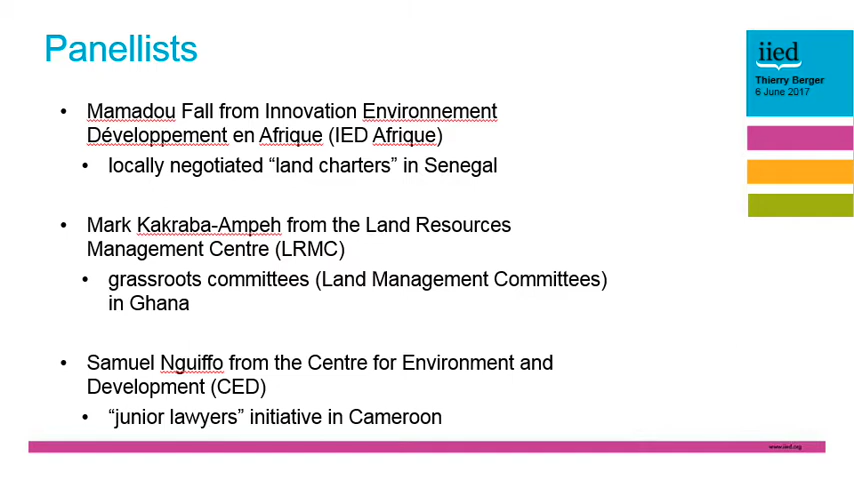 Panellists
iied
Thierry Berger
6 June 2017
• Mamadou Fall from Innovation Environnement
Développement en Afrique (IED Afrique)
• locally negotiated “land charters” in Senegal
• Mark Kakraba-Ampeh from the Land Resources
Management Centre (LRMC)
• grassroots committees (Land Management Committees)
in Ghana
• Samuel Nguiffo from the Centre for Environment and
Development (CED)
• “junior lawyers” initiative in Cameroon
www.iied.org